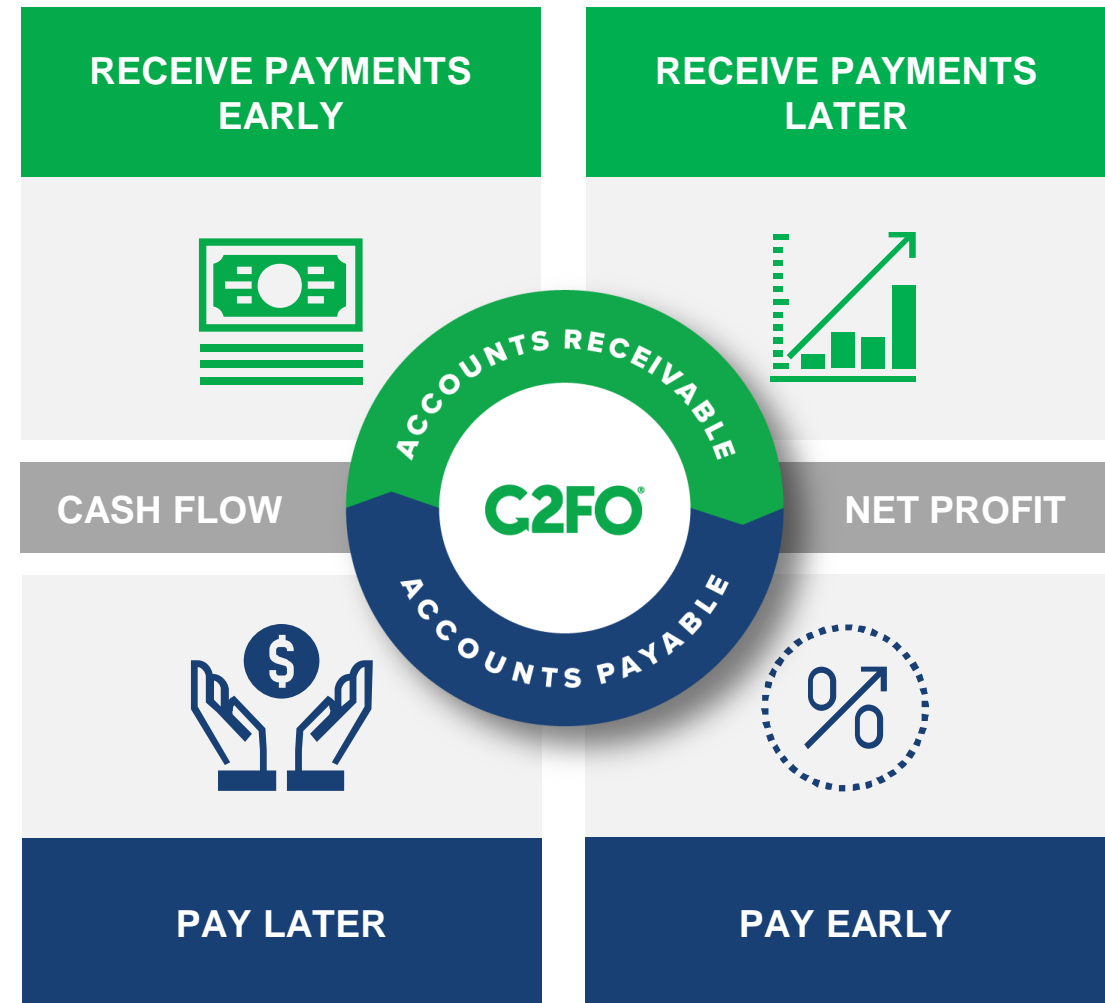 RECEIVE PAYMENTS
EARLY
RECEIVE PAYMENTS
LATER
ACCOUNTS RECEIVABLE
CASH FLOW
C2FO®
NET PROFIT
$
ACCOUNTS PAYABLE
%
PAY LATER
PAY EARLY